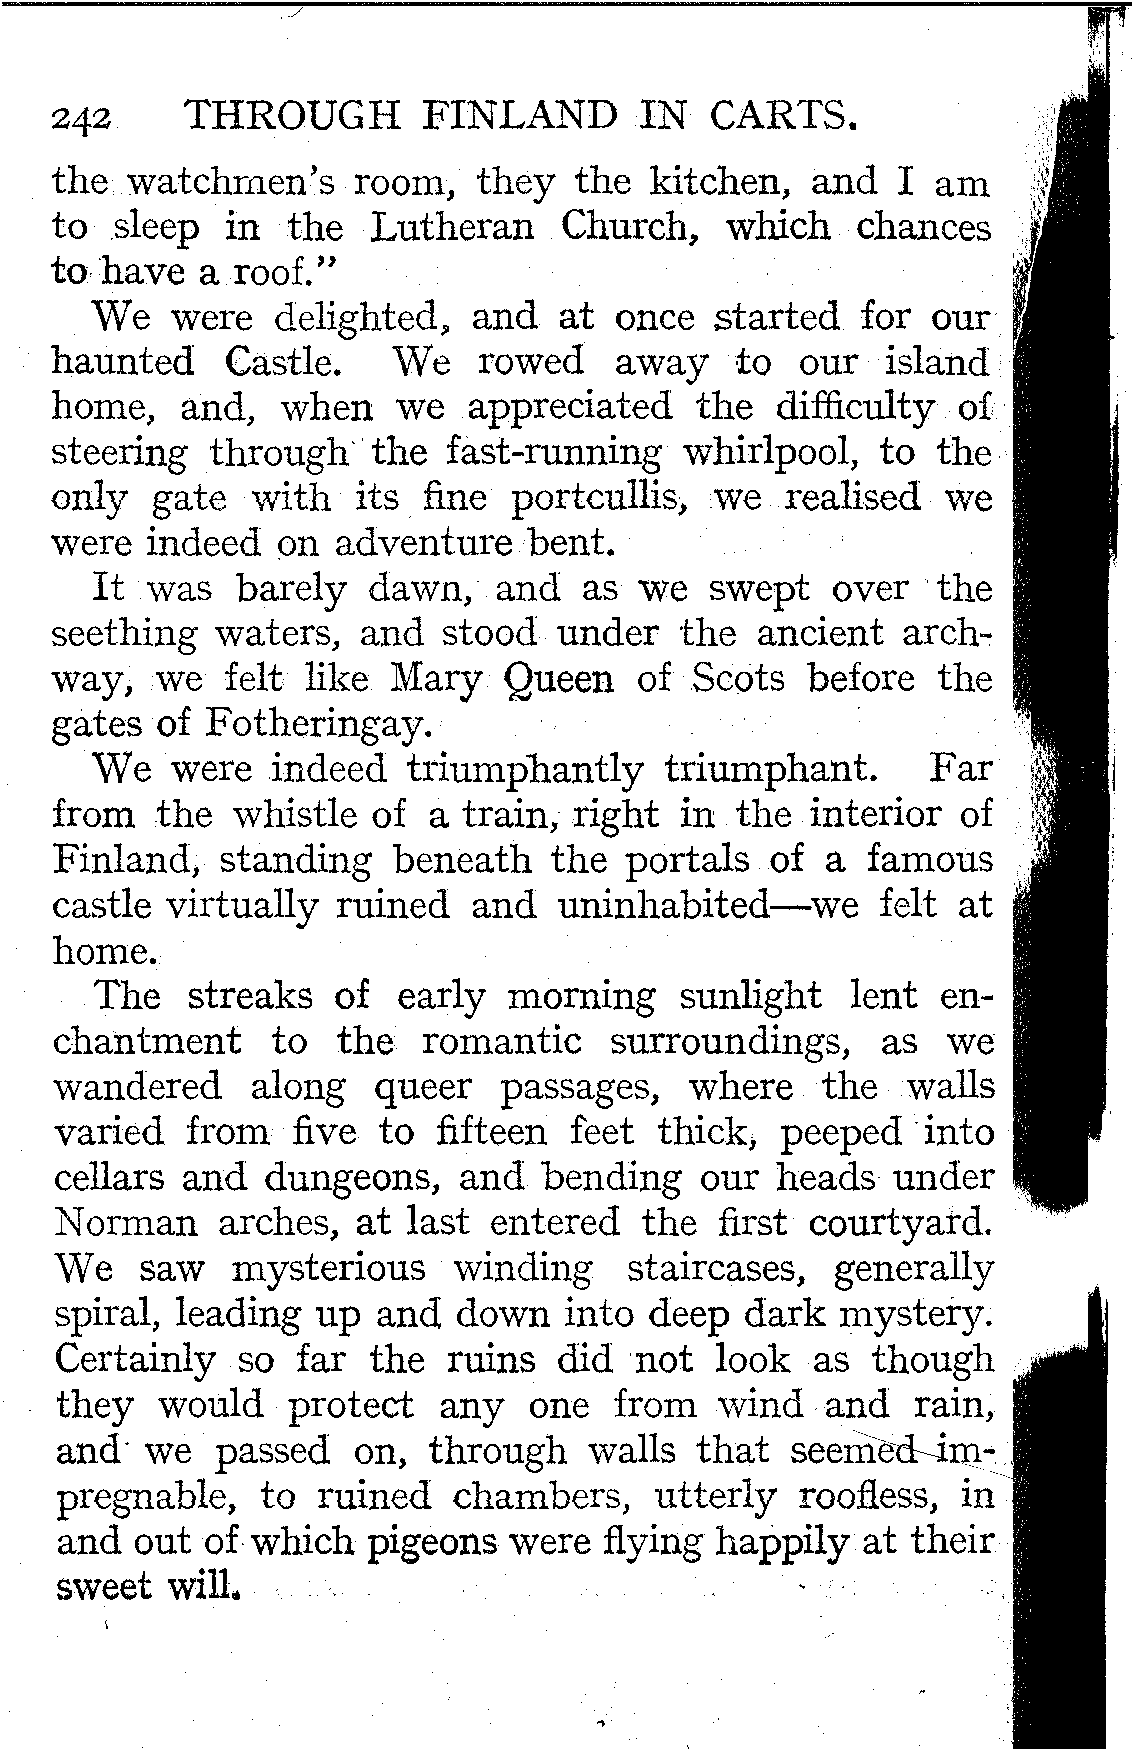 242 THROUGH FINLAND IN CARTS.
the watchmen's room, they the kitchen, and I am
to sleep in the Lutheran Church, which chances
to have a roof."
We were delighted, and at once started for our
haunted Castle. We rowed away to our island
home, and, when we appreciated the difficulty of
steering through the fast-running whirlpool, to the
only gate with its fine portcullis, we realised we
were indeed on adventure bent.
It was barely dawn, and as we swept over the
seething waters, and stood under the ancient arch-
way, we felt like Mary Queen of Scots before the
gates of Fotheringay.
We were indeed triumphantly triumphant. Far
from the whistle of a train, right in the interior of
Finland, standing beneath the portals of a famous
castle virtually ruined and uninhabited—we felt at
home.
The streaks of early morning sunlight lent en-
chantment to the romantic surroundings, as we
wandered along queer passages, where the walls
varied from five to fifteen feet thick, peeped into
cellars and dungeons, and bending our heads under
Norman arches, at last entered the first courtyard.
We saw mysterious winding staircases, generally
spiral, leading up and down into deep dark mystery.
Certainly so far the ruins did not look as though
they would protect any one from wind and rain,
and we passed on, through walls that seemed im-
pregnable, to ruined chambers, utterly roofless, in
and out of which pigeons were flying happily at their
sweet will.